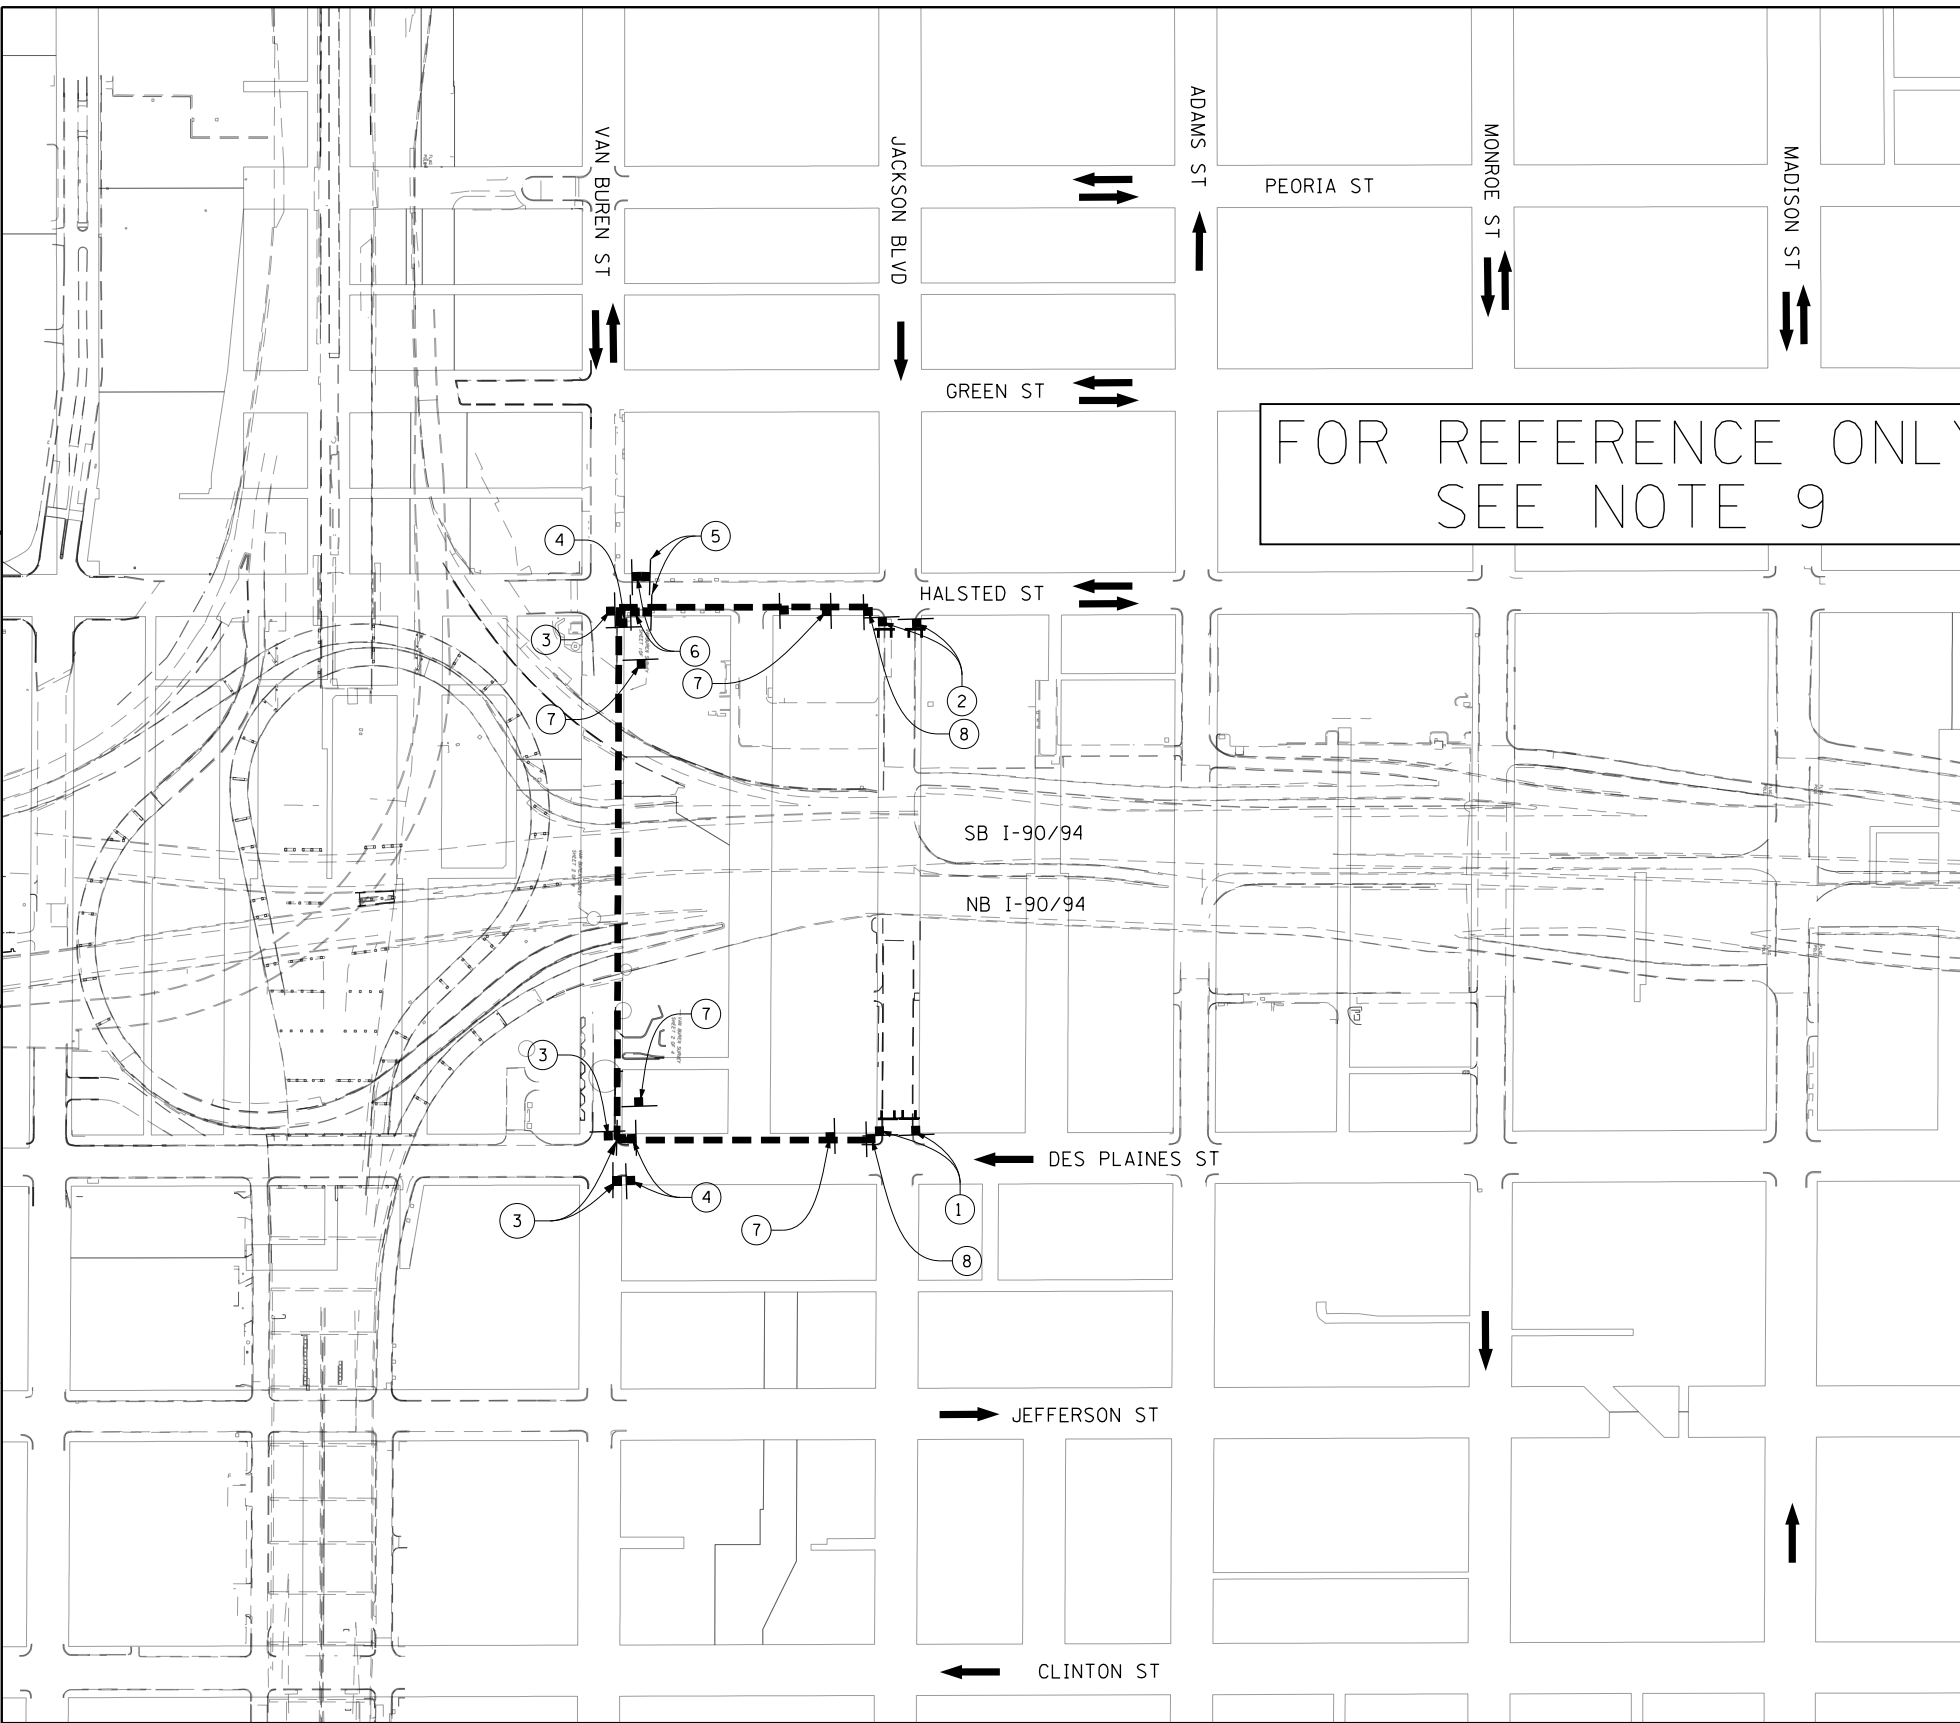 VAN BUREN ST
JACKSON BLVD
ADAMS ST
MONROE ST
MADISON ST
PEORIA ST
GREEN ST
FOR REFERENCE ONLY
SEE NOTE 9
4
5
HALSTED ST
3
6
7
2
7
8
SB I-90/94
NB I-90/94
7
3
DES PLAINES ST
4
1
3
7
8
JEFFERSON ST
CLINTON ST